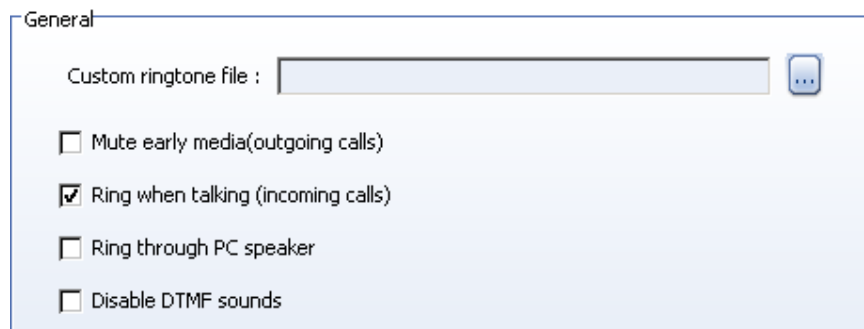 General
Custom ringtone file :
...
Mute early media(outgoing calls)
Ring when talking (incoming calls)
Ring through PC speaker
Disable DTMF sounds